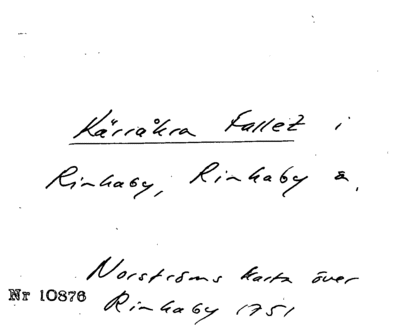 Kärråkra Fallet i
Rinkaby, Rinkaby s.
Norströms karta över
Nr 10876
Rinkaby 1751